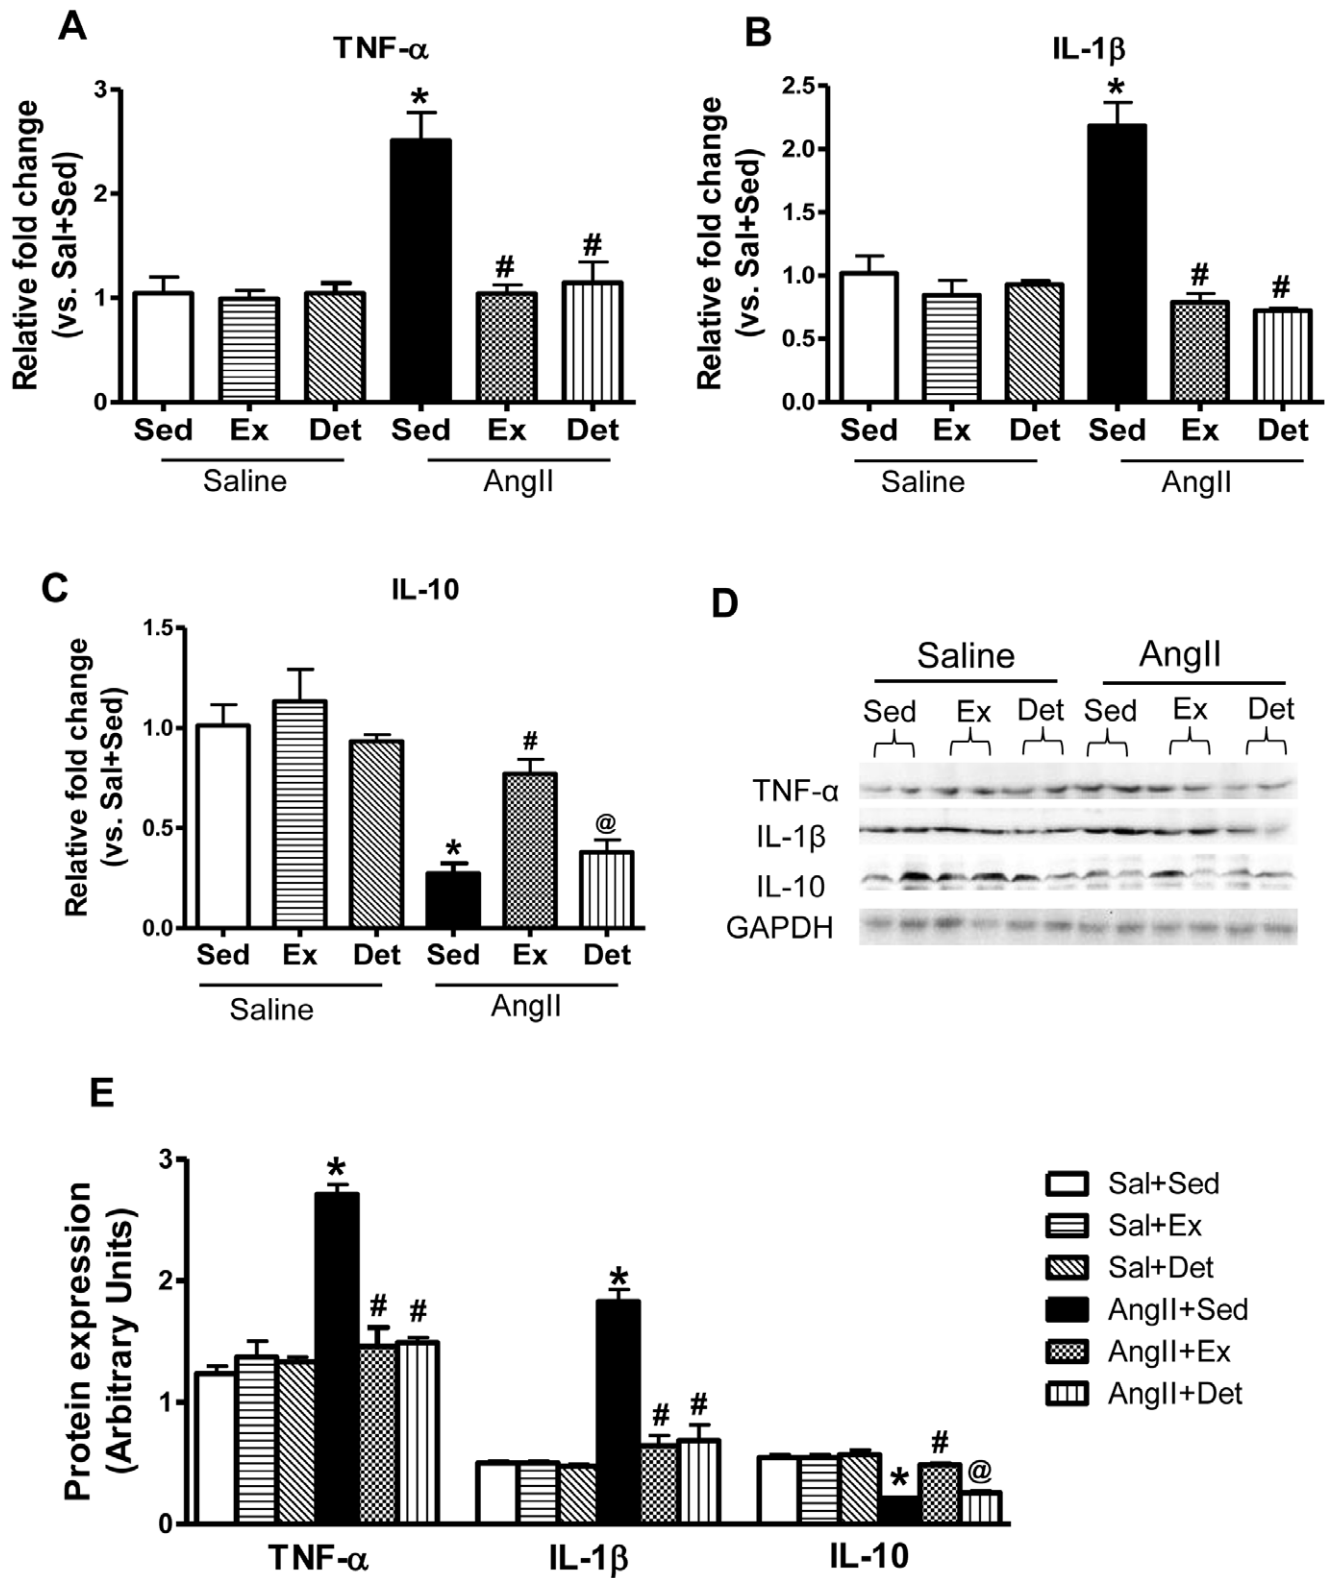 A
TNF-α
Relative fold change
(vs. Sal+Sed)
3
2
1
0
*
#
#
Sed Ex Det Sed Ex Det
Saline AngII
B
IL-1β
Relative fold change
(vs. Sal+Sed)
2.5
2.0
1.5
1.0
0.5
0.0
*
#
#
Sed Ex Det Sed Ex Det
Saline AngII
C
IL-10
Relative fold change
(vs. Sal+Sed)
1.5
1.0
0.5
0.0
*
#
@
Sed Ex Det Sed Ex Det
Saline AngII
D
Saline AngII
Sed Ex Det Sed Ex Det
TNF-α
IL-1β
IL-10
GAPDH
E
Protein expression
(Arbitrary Units)
3
2
1
0
*
# #
*
# #
*
#
@
TNF-α IL-1β IL-10
Sal+Sed
Sal+Ex
Sal+Det
AngII+Sed
AngII+Ex
AngII+Det